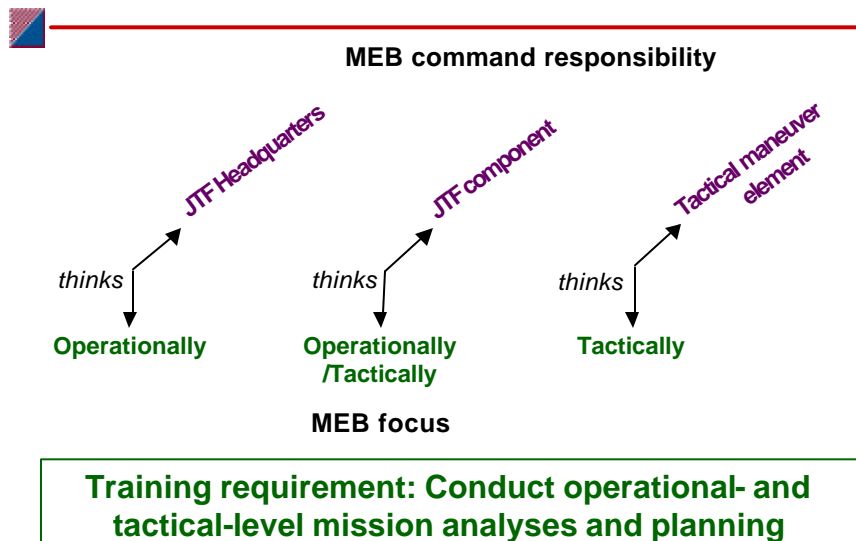 MEB command responsibility
JTF Headquarters
JTF component
Tactical maneuver
element
thinks
thinks
thinks
Operationally
Operationally
/Tactically
Tactically
MEB focus
Training requirement: Conduct operational- and
tactical-level mission analyses and planning